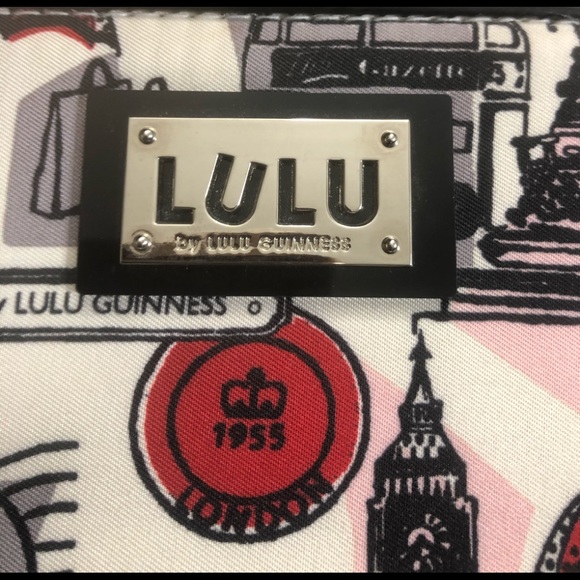 Gazette
LULU
by LULU GUINNESS
y LULU GUINNESS
1955
LONDON